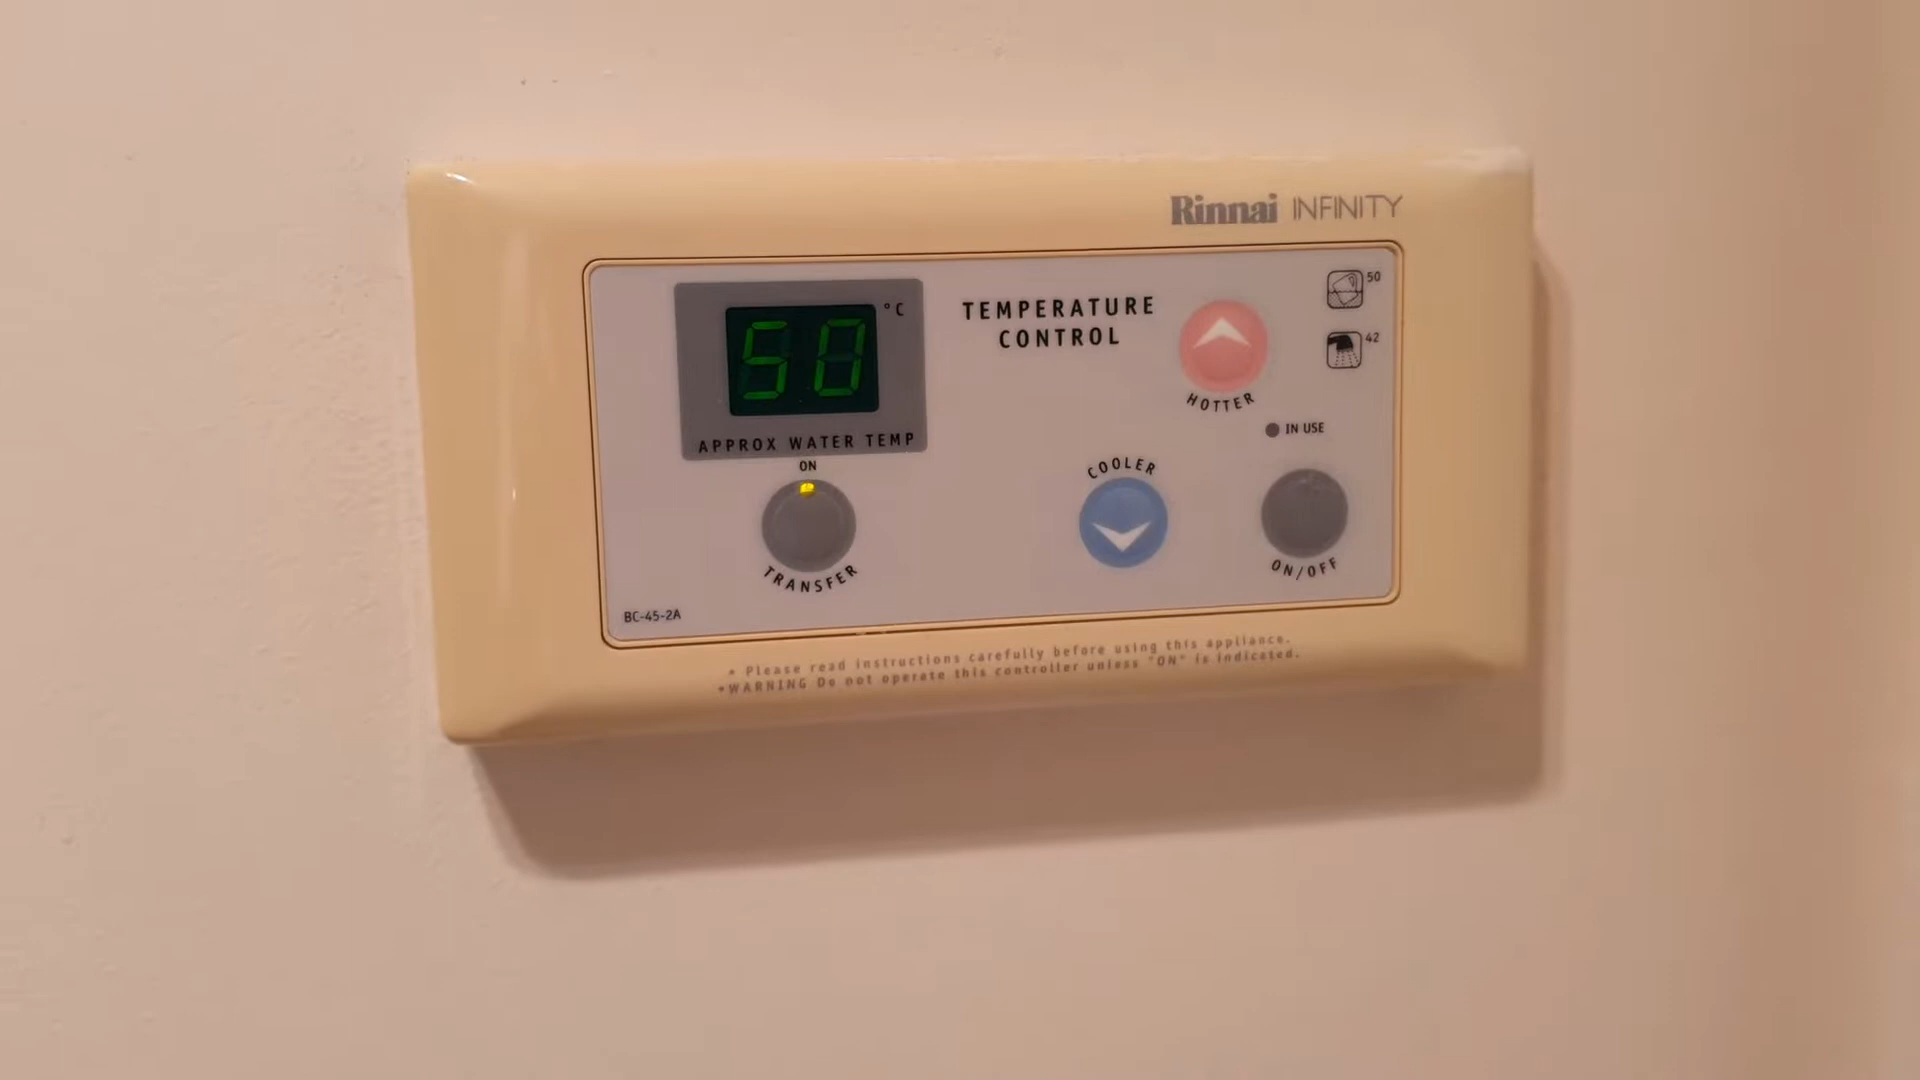 Rinnai INFINITY
50 °C
APPROX WATER TEMP
TEMPERATURE
CONTROL
HOTTER
50
42
IN USE
ON
TRANSFER
COOLER
ON/OFF
BC-45-2A
* Please read instructions carefully before using this appliance.
*WARNING Do not operate this controller unless "ON" is indicated.